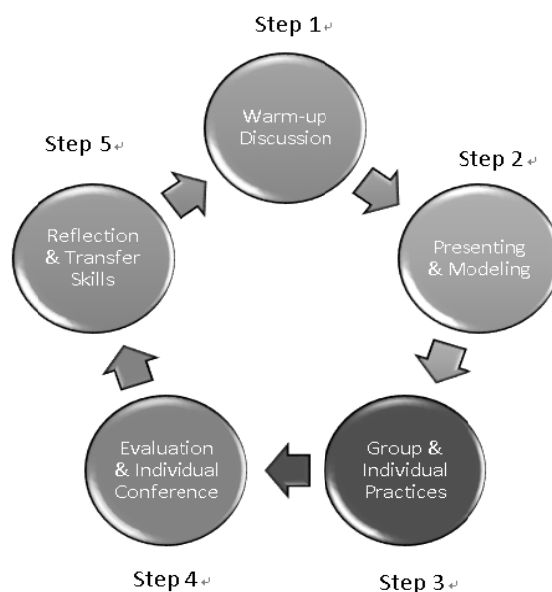 Step 1
Warm-up
Discussion
Step 2
Presenting
& Modeling
Step 3
Group &
Individual
Practices
Step 4
Evaluation
& Individual
Conference
Step 5
Reflection
& Transfer
Skills